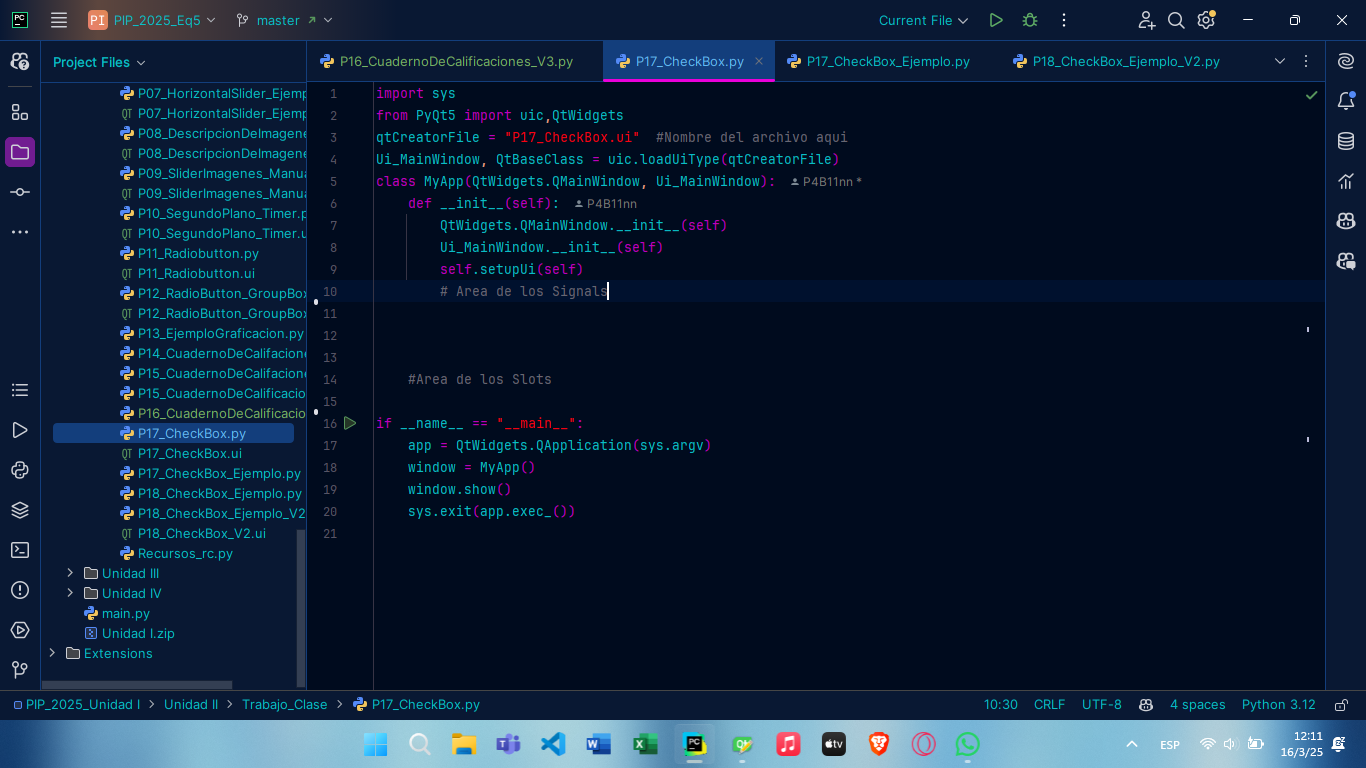 PC
PI PIP_2025_Eq5
master
Current File
Project Files
P07_HorizontalSlider_Ejemp
P07_HorizontalSlider_Ejemp
P08_DescripcionDeImagene
P08_DescripcionDeImagene
P09_SliderImagenes_Manua
P09_SliderImagenes_Manua
P10_SegundoPlano_Timer.p
P10_SegundoPlano_Timer.u
P11_Radiobutton.py
P11_Radiobutton.ui
P12_RadioButton_GroupBox
P12_RadioButton_GroupBox
P13_EjemploGraficacion.py
P14_CuadernoDeCalifacione
P15_CuadernoDeCalifacione
P15_CuadernoDeCalificacio
P16_CuadernoDeCalificacio
P17_CheckBox.py
P17_CheckBox.ui
P17_CheckBox_Ejemplo.py
P18_CheckBox_Ejemplo.py
P18_CheckBox_Ejemplo_V2
P18_CheckBox_V2.ui
Recursos_rc.py
Unidad III
Unidad IV
main.py
Unidad I.zip
Extensions
P16_CuadernoDeCalificaciones_V3.py
P17_CheckBox.py
P17_CheckBox_Ejemplo.py
P18_CheckBox_Ejemplo_V2.py
1 import sys
2 from PyQt5 import uic,QtWidgets
3 qtCreatorFile = "P17_CheckBox.ui"  #Nombre del archivo aqui
4 Ui_MainWindow, QtBaseClass = uic.loadUiType(qtCreatorFile)
5 class MyApp(QtWidgets.QMainWindow, Ui_MainWindow): P4B11nn *
6     def __init__(self): P4B11nn
7         QtWidgets.QMainWindow.__init__(self)
8         Ui_MainWindow.__init__(self)
9         self.setupUi(self)
10         # Area de los Signals
11
12
13
14     #Area de los Slots
15
16 if __name__ == "__main__":
17     app = QtWidgets.QApplication(sys.argv)
18     window = MyApp()
19     window.show()
20     sys.exit(app.exec_())
21
PIP_2025_Unidad I > Unidad II > Trabajo_Clase > P17_CheckBox.py
10:30 CRLF UTF-8 4 spaces Python 3.12
ESP
12:11
16/3/25